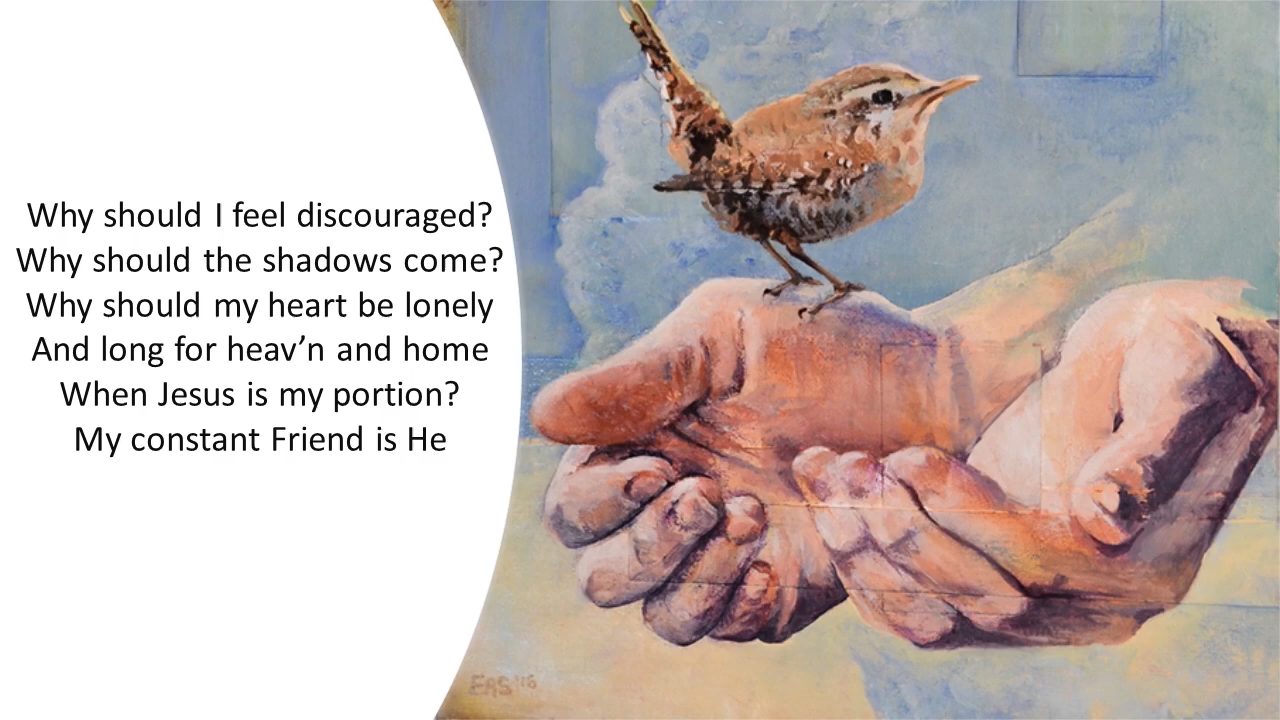 Why should I feel discouraged?
Why should the shadows come?
Why should my heart be lonely
And long for heav’n and home
When Jesus is my portion?
My constant Friend is He
EAS '16